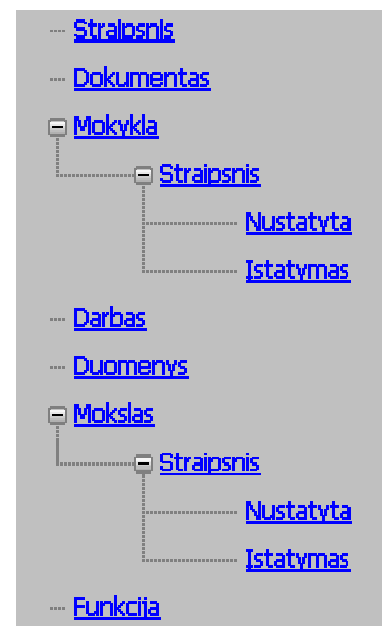 Straipsnis
Dokumentas
Mokykla
Straipsnis
Nustatyta
Istatymas
Darbas
Duomenys
Mokslas
Straipsnis
Nustatyta
Istatymas
Funkcija